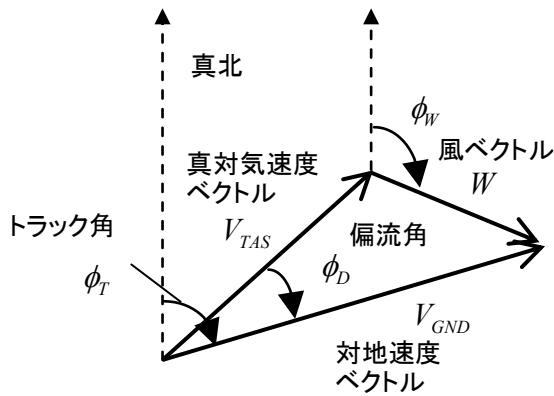 真北
ϕ_W
真対気速度
ベクトル
V_TAS
風ベクトル
W
トラック角
ϕ_T
偏流角
ϕ_D
V_GND
対地速度
ベクトル